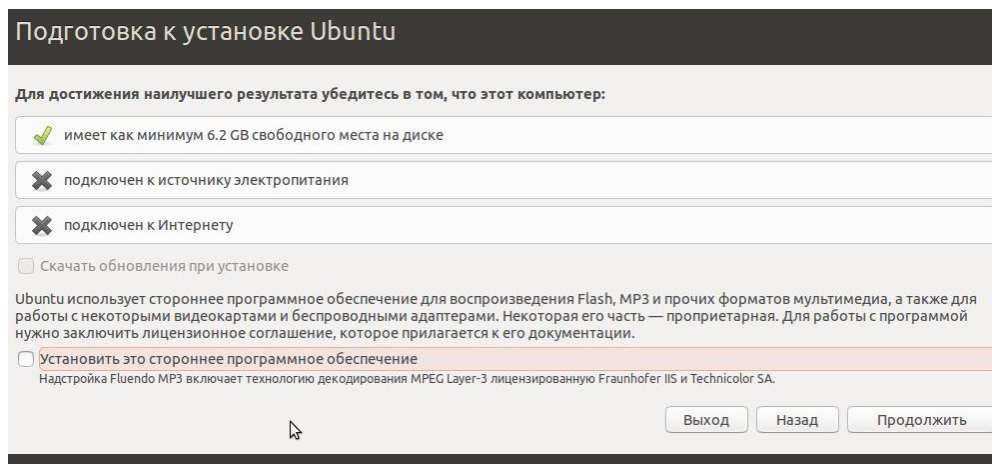 Подготовка к установке Ubuntu
Для достижения наилучшего результата убедитесь в том, что этот компьютер:
имеет как минимум 6.2 GB свободного места на диске
подключен к источнику электропитания
подключен к Интернету
Скачать обновления при установке
Ubuntu использует стороннее программное обеспечение для воспроизведения Flash, MP3 и прочих форматов мультимедиа, а также для
работы с некоторыми видеокартами и беспроводными адаптерами. Некоторая его часть — проприетарная. Для работы с программой
нужно заключить лицензионное соглашение, которое прилагается к его документации.
Установить это стороннее программное обеспечение
Надстройка Fluendo MP3 включает технологию декодирования MPEG Layer-3 лицензированную Fraunhofer IIS и Technicolor SA.
Выход Назад Продолжить